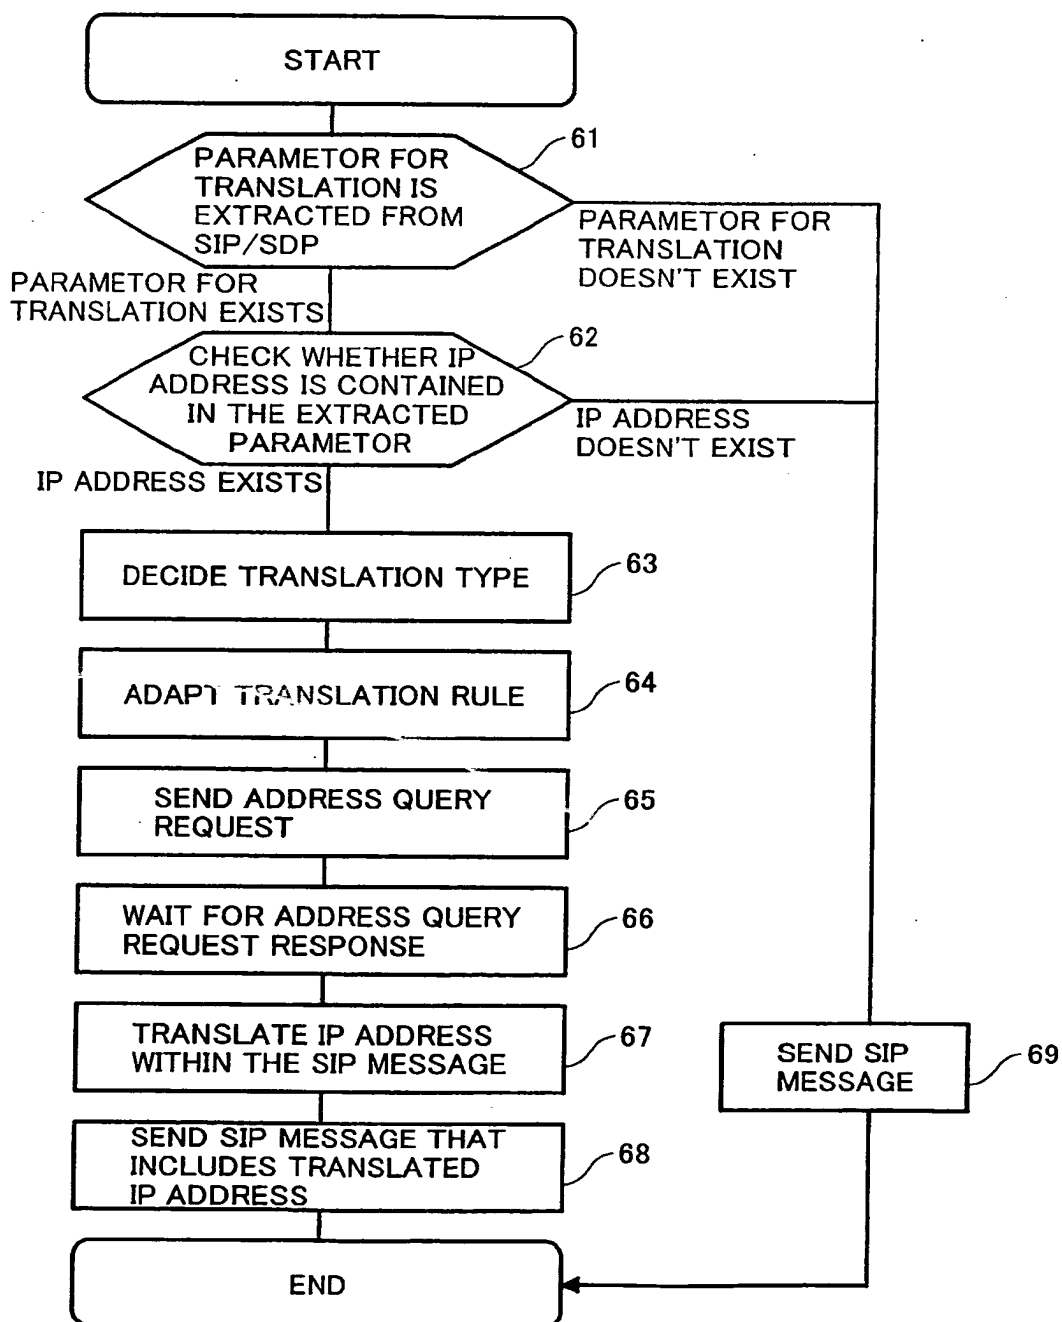 START
61
PARAMETOR FOR
TRANSLATION IS
EXTRACTED FROM
SIP/SDP
PARAMETOR FOR
TRANSLATION
DOESN'T EXIST
PARAMETOR FOR
TRANSLATION EXISTS
62
CHECK WHETHER IP
ADDRESS IS CONTAINED
IN THE EXTRACTED
PARAMETOR
IP ADDRESS
DOESN'T EXIST
IP ADDRESS EXISTS
DECIDE TRANSLATION TYPE
63
ADAPT TRANSLATION RULE
64
SEND ADDRESS QUERY
REQUEST
65
WAIT FOR ADDRESS QUERY
REQUEST RESPONSE
66
TRANSLATE IP ADDRESS
WITHIN THE SIP MESSAGE
67
SEND SIP
MESSAGE
69
SEND SIP MESSAGE THAT
INCLUDES TRANSLATED
IP ADDRESS
68
END